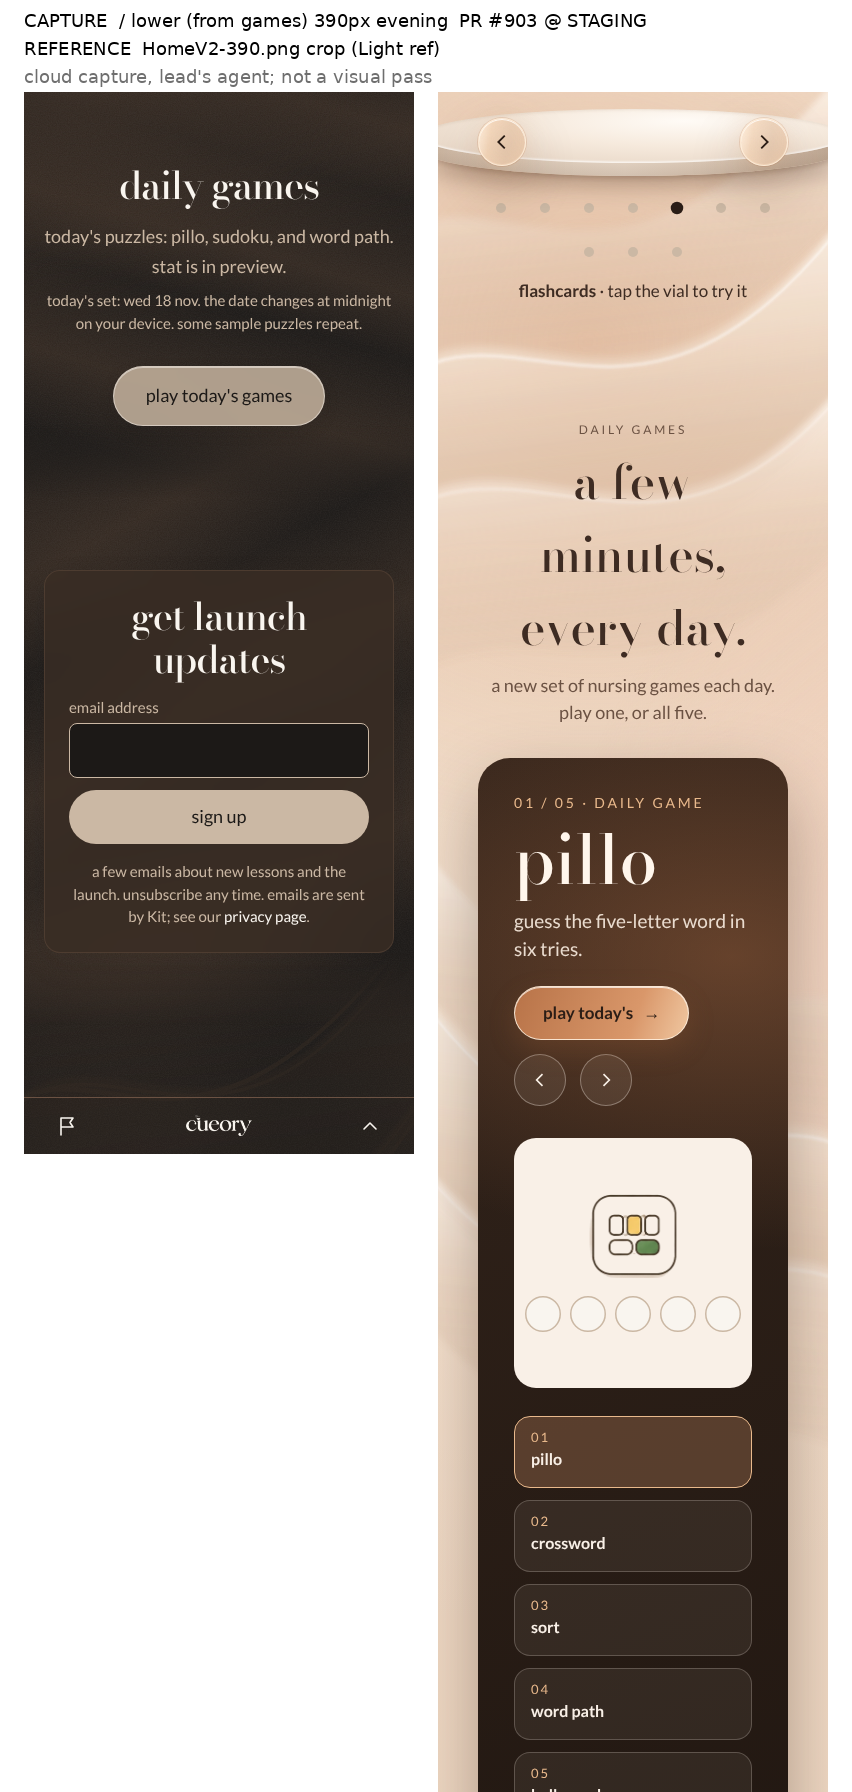 CAPTURE / lower (from games) 390px evening PR #903 @ STAGING
REFERENCE HomeV2-390.png crop (Light ref)
cloud capture, lead's agent; not a visual pass
daily games
today's puzzles: pillo, sudoku, and word path.
stat is in preview.
today's set: wed 18 nov. the date changes at midnight
on your device. some sample puzzles repeat.
play today's games
get launch
updates
email address
sign up
a few emails about new lessons and the
launch. unsubscribe any time. emails are sent
by Kit; see our privacy page.
cueory
flashcards · tap the vial to try it
DAILY GAMES
a few
minutes,
every day.
a new set of nursing games each day.
play one, or all five.
01 / 05 · DAILY GAME
pillo
guess the five-letter word in
six tries.
play today's →
01
pillo
02
crossword
03
sort
04
word path
05